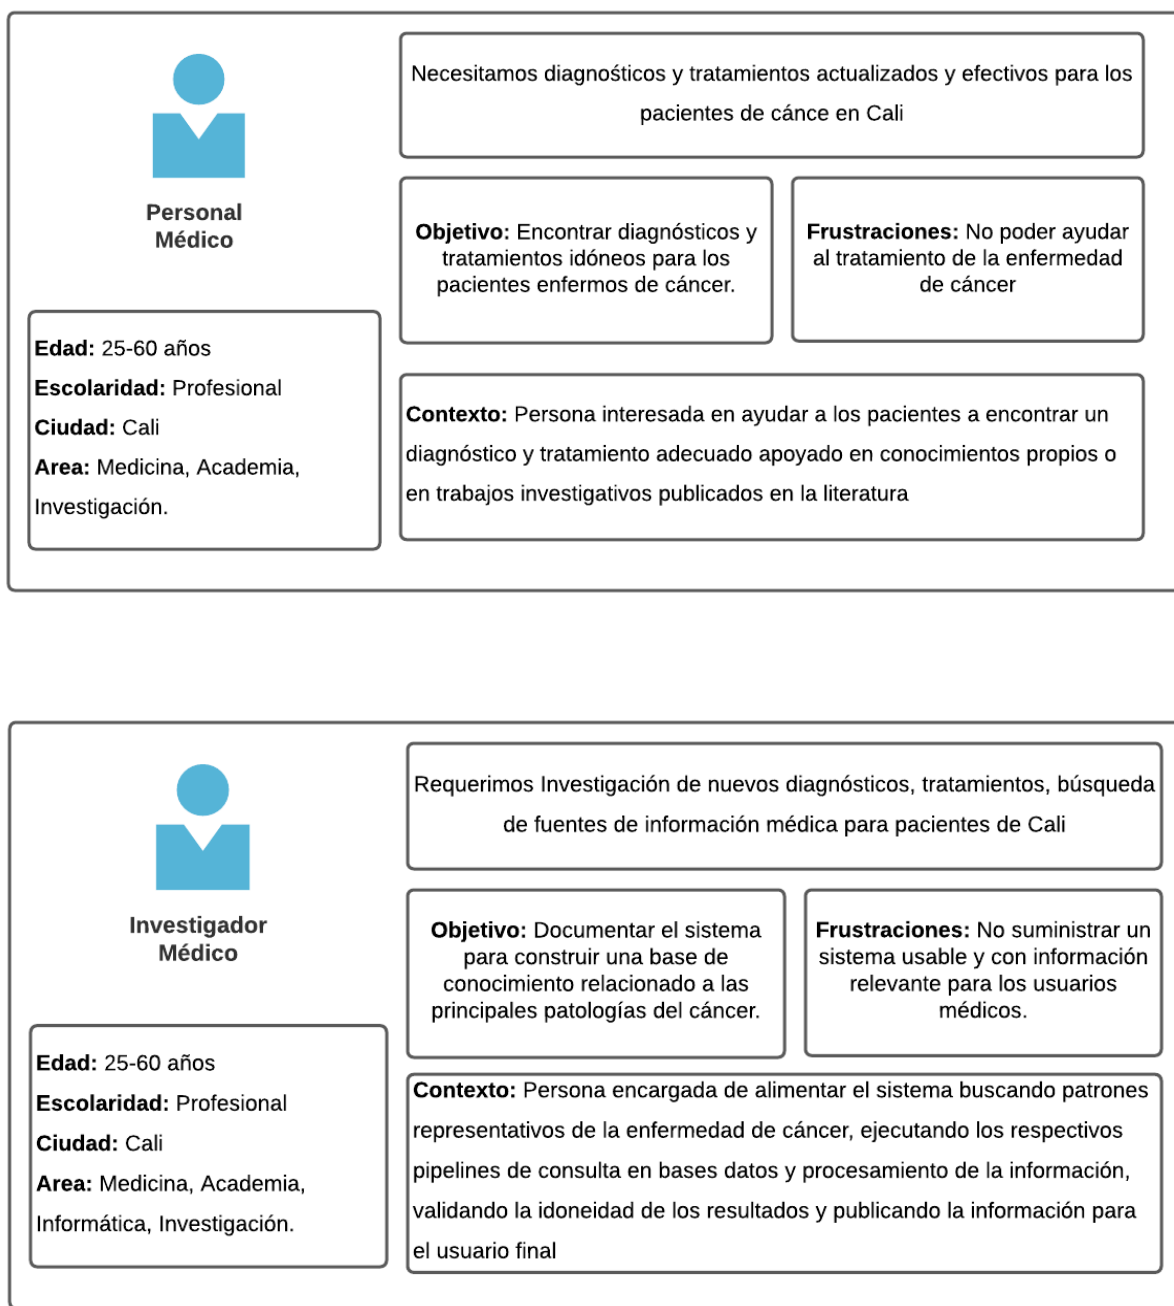 Necesitamos diagnósticos y tratamientos actualizados y efectivos para los
pacientes de cánce en Cali
Personal
Médico
Objetivo: Encontrar diagnósticos y
tratamientos idóneos para los
pacientes enfermos de cáncer.
Frustraciones: No poder ayudar
al tratamiento de la enfermedad
de cáncer
Edad: 25-60 años
Escolaridad: Profesional
Ciudad: Cali
Area: Medicina, Academia,
Investigación.
Contexto: Persona interesada en ayudar a los pacientes a encontrar un
diagnóstico y tratamiento adecuado apoyado en conocimientos propios o
en trabajos investigativos publicados en la literatura
Requerimos Investigación de nuevos diagnósticos, tratamientos, búsqueda
de fuentes de información médica para pacientes de Cali
Investigador
Médico
Objetivo: Documentar el sistema
para construir una base de
conocimiento relacionado a las
principales patologías del cáncer.
Frustraciones: No suministrar un
sistema usable y con información
relevante para los usuarios
médicos.
Edad: 25-60 años
Escolaridad: Profesional
Ciudad: Cali
Area: Medicina, Academia,
Informática, Investigación.
Contexto: Persona encargada de alimentar el sistema buscando patrones
representativos de la enfermedad de cáncer, ejecutando los respectivos
pipelines de consulta en bases datos y procesamiento de la información,
validando la idoneidad de los resultados y publicando la información para
el usuario final